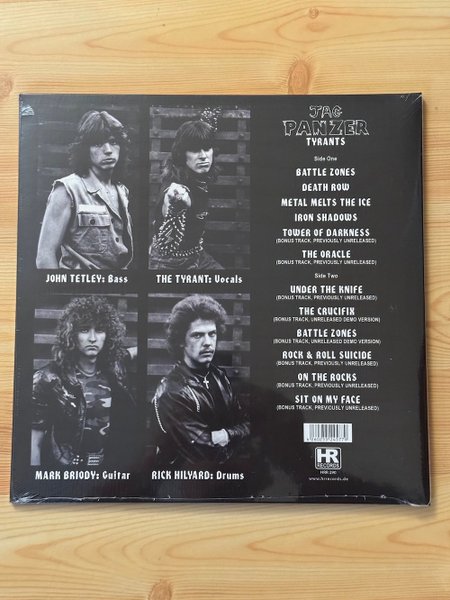 JAG
PANZER
TYRANTS
Side One
BATTLE ZONES
DEATH ROW
METAL MELTS THE ICE
IRON SHADOWS
TOWER OF DARKNESS
(BONUS TRACK, PREVIOUSLY UNRELEASED)
THE ORACLE
Side Two
UNDER THE KNIFE
(BONUS TRACK, PREVIOUSLY UNRELEASED)
THE CRUCIFIX
(BONUS TRACK, UNRELEASED DEMO VERSION)
BATTLE ZONES
(BONUS TRACK, UNRELEASED DEMO VERSION)
ROCK & ROLL SUICIDE
(BONUS TRACK, PREVIOUSLY UNRELEASED)
ON THE ROCKS
(BONUS TRACK, PREVIOUSLY UNRELEASED)
SIT ON MY FACE
(BONUS TRACK, PREVIOUSLY UNRELEASED)
JOHN TETLEY: Bass
THE TYRANT: Vocals
MARK BRIODY: Guitar
RICK HILYARD: Drums
HR
RECORDS
www.hrrecords.de